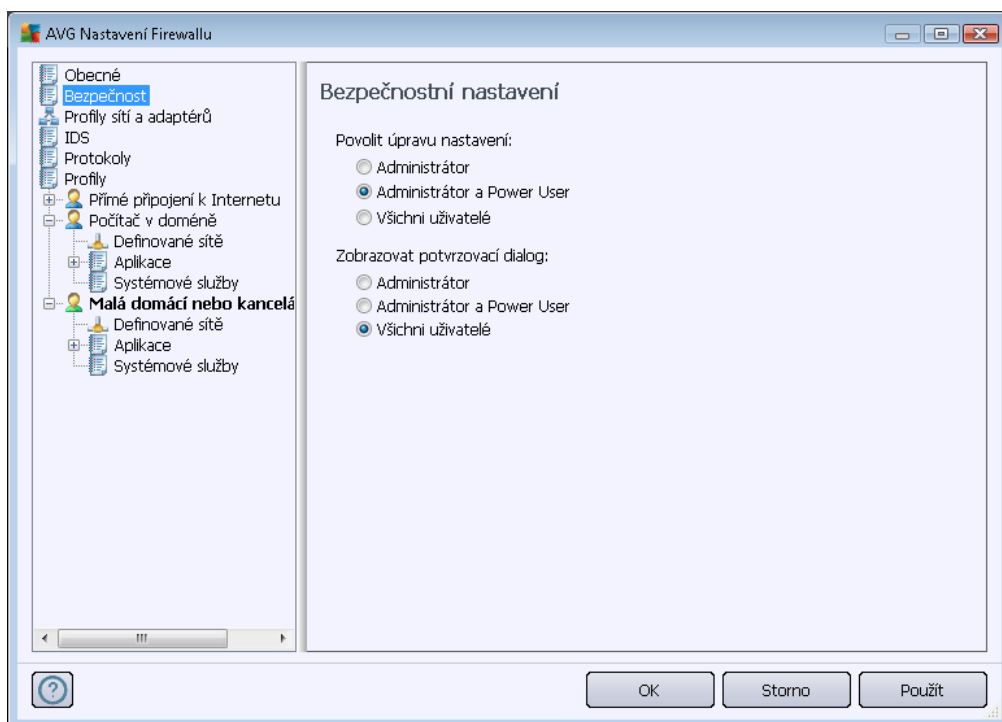 AVG Nastavení Firewallu
Obecné
Bezpečnost
Profily sítí a adaptérů
IDS
Protokoly
Profily
Přímé připojení k Internetu
Počítač v doméně
Definované sítě
Aplikace
Systémové služby
Malá domácí nebo kancelá
Definované sítě
Aplikace
Systémové služby
Bezpečnostní nastavení
Povolit úpravu nastavení:
Administrátor
Administrátor a Power User
Všichni uživatelé
Zobrazovat potvrzovací dialog:
Administrátor
Administrátor a Power User
Všichni uživatelé
OK
Storno
Použít